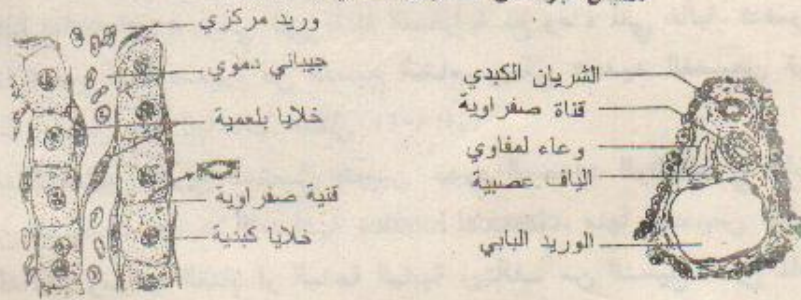 وريد مركزي
جيباني دموي
خلايا بلعمية
قنية صفراوية
خلايا كبدية
الشريان الكبدي
قناة صفراوية
وعاء لمفاوي
الياف عصبية
الوريد البابي